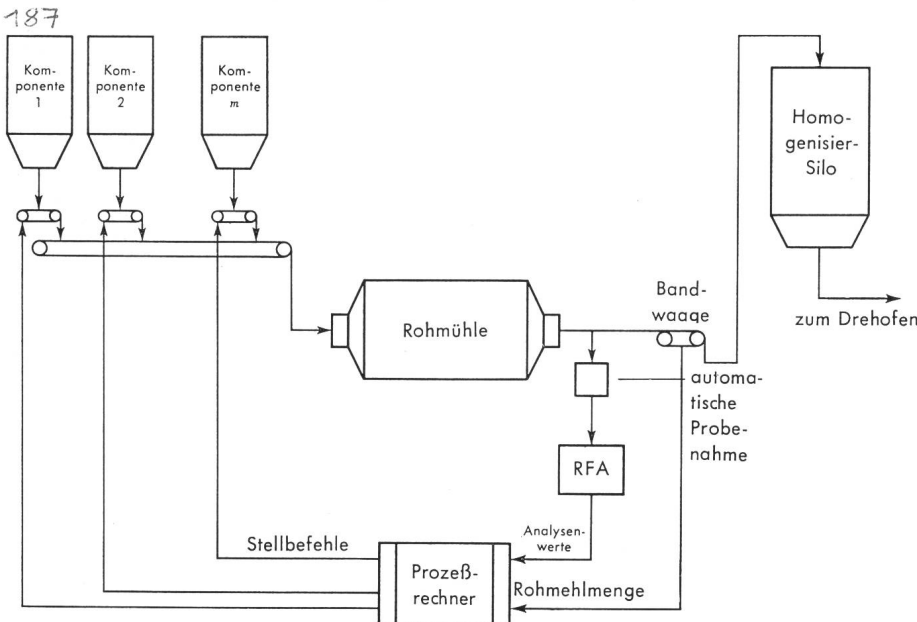 187
Kom-
ponente
1
Kom-
ponente
2
Kom-
ponente
m
Homo-
genisier-
Silo
zum Drehofen
Rohmühle
Band-
waage
automa-
tische
Probe-
nahme
RFA
Analysen-
werte
Stellbefehle
Prozeß-
rechner
Rohmehlmenge